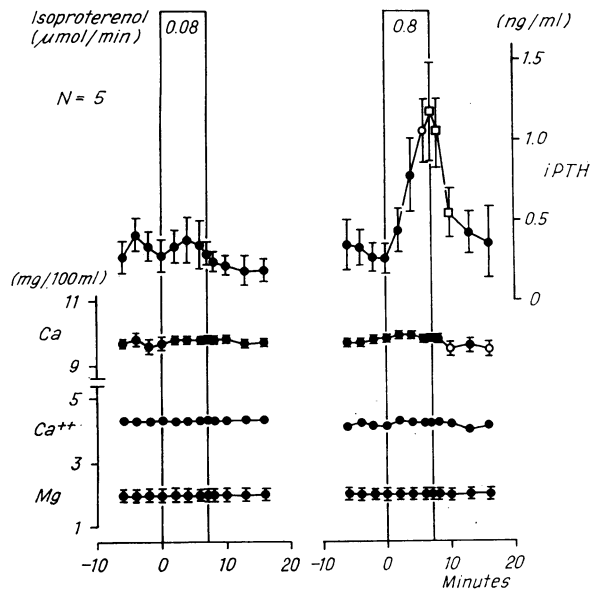 Isoproterenol
(μmol/min)
0.08
0.8
(ng/ml)
N = 5
1.5
1.0
iPTH
0.5
0
(mg/100ml)
11
Ca
9
5
Ca++
3
Mg
1
-10 0 10 20
-10 0 10 20
Minutes